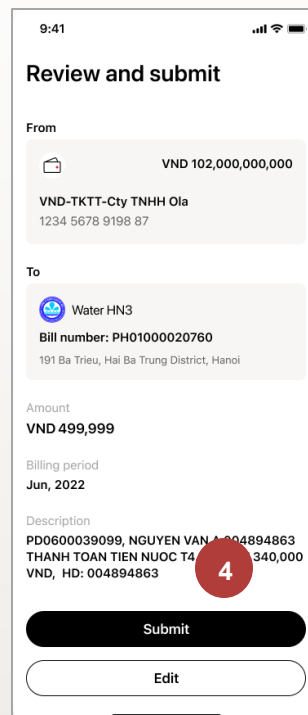 9:41
Review and submit
From
VND 102,000,000,000
VND-TKTT-Cty TNHH Ola
1234 5678 9198 87
To
Water HN3
Bill number: PH01000020760
191 Ba Trieu, Hai Ba Trung District, Hanoi
Amount
VND 499,999
Billing period
Jun, 2022
Description
PD0600039099, NGUYEN VAN A 004894863
THANH TOAN TIEN NUOC T4 340,000
VND, HD: 004894863
4
Submit
Edit